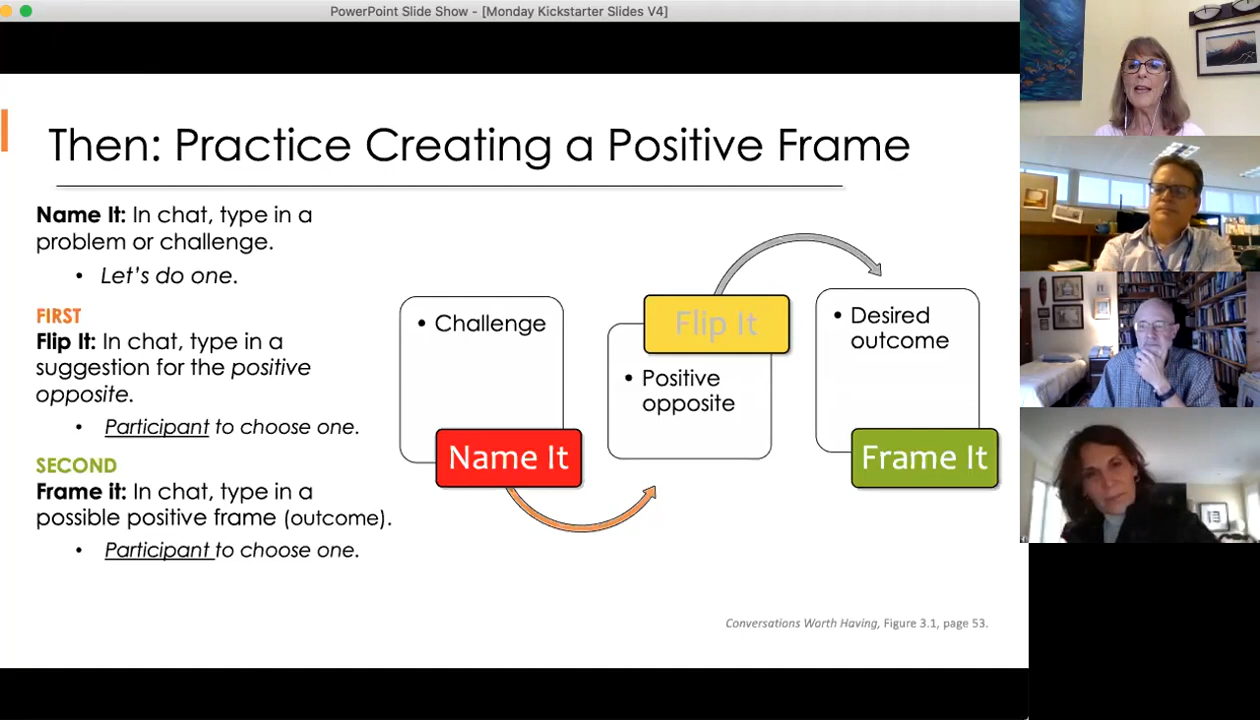 PowerPoint Slide Show - [Monday Kickstarter Slides V4]
Then: Practice Creating a Positive Frame
Name It: In chat, type in a
problem or challenge.
• Let's do one.
FIRST
Flip It: In chat, type in a
suggestion for the positive
opposite.
• Participant to choose one.
SECOND
Frame it: In chat, type in a
possible positive frame (outcome).
• Participant to choose one.
• Challenge
Name It
Flip It
• Positive
opposite
• Desired
outcome
Frame It
Conversations Worth Having, Figure 3.1, page 53.